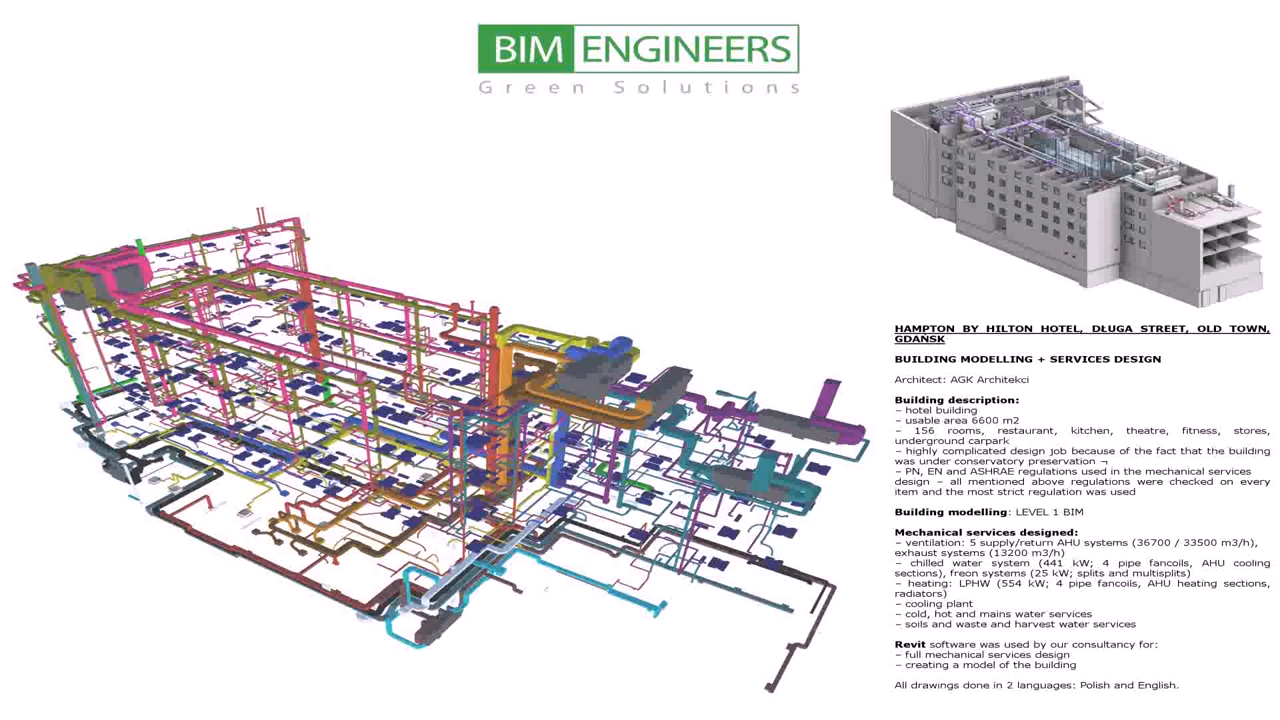 BIM ENGINEERS
Green Solutions
HAMPTON BY HILTON HOTEL, DŁUGA STREET, OLD TOWN,
GDAŃSK
BUILDING MODELLING + SERVICES DESIGN
Architect: AGK Architekci
Building description:
– hotel building
– usable area 6600 m2
– 156 rooms, restaurant, kitchen, theatre, fitness, stores,
underground carpark
– highly complicated design job because of the fact that the building
was under conservatory preservation ¬
– PN, EN and ASHRAE regulations used in the mechanical services
design – all mentioned above regulations were checked on every
item and the most strict regulation was used
Building modelling: LEVEL 1 BIM
Mechanical services designed:
– ventilation: 5 supply/return AHU systems (36700 / 33500 m3/h),
exhaust systems (13200 m3/h)
– chilled water system (441 kW; 4 pipe fancoils, AHU cooling
sections), freon systems (25 kW; splits and multisplits)
– heating: LPHW (554 kW; 4 pipe fancoils, AHU heating sections,
radiators)
– cooling plant
– cold, hot and mains water services
– soils and waste and harvest water services
Revit software was used by our consultancy for:
– full mechanical services design
– creating a model of the building
All drawings done in 2 languages: Polish and English.